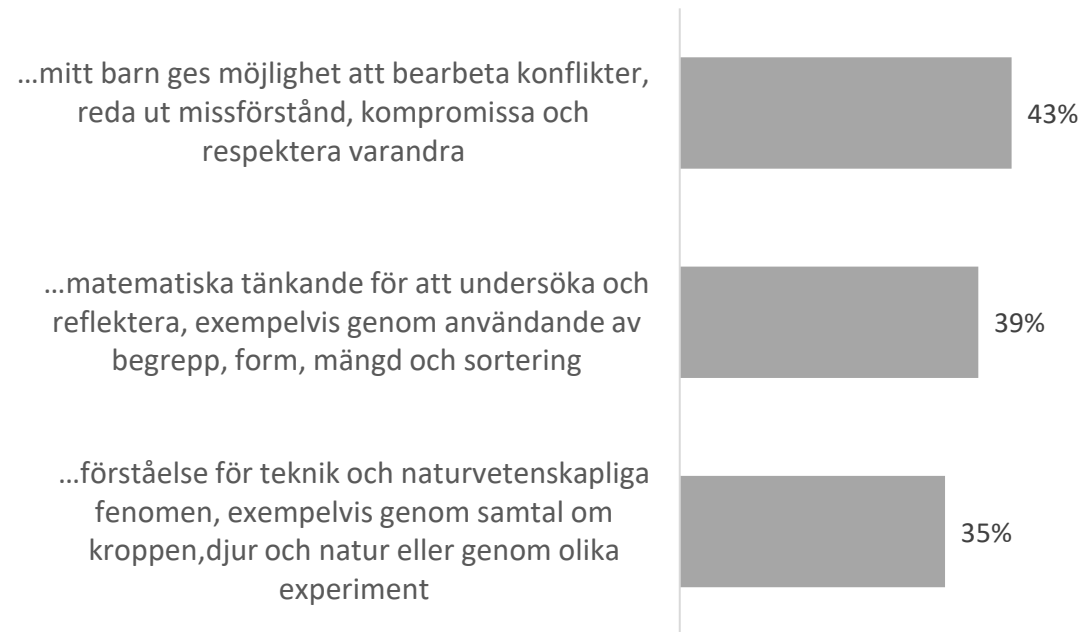 …mitt barn ges möjlighet att bearbeta konflikter,
reda ut missförstånd, kompromissa och
respektera varandra
43%
…matematiska tänkande för att undersöka och
reflektera, exempelvis genom användande av
begrepp, form, mängd och sortering
39%
…förståelse för teknik och naturvetenskapliga
fenomen, exempelvis genom samtal om
kroppen,djur och natur eller genom olika
experiment
35%